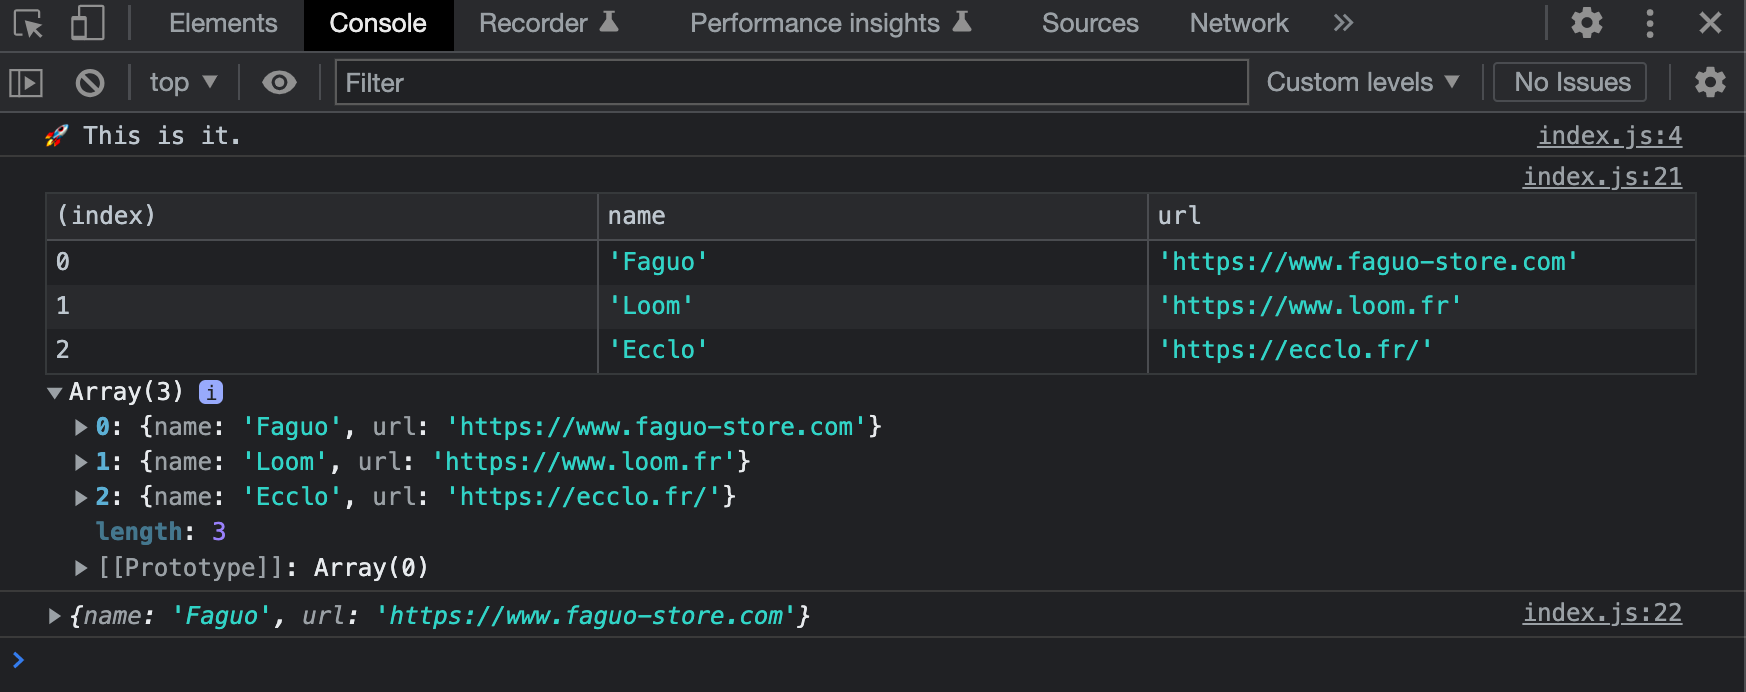 Elements Console Recorder Performance insights Sources Network »
top ▼ Filter Custom levels ▼ No Issues
🚀 This is it. index.js:4
index.js:21
(index) name url
0 'Faguo' 'https://www.faguo-store.com'
1 'Loom' 'https://www.loom.fr'
2 'Ecclo' 'https://ecclo.fr/'
▼Array(3) i
▶0: {name: 'Faguo', url: 'https://www.faguo-store.com'}
▶1: {name: 'Loom', url: 'https://www.loom.fr'}
▶2: {name: 'Ecclo', url: 'https://ecclo.fr/'}
length: 3
▶[[Prototype]]: Array(0)
▶{name: 'Faguo', url: 'https://www.faguo-store.com'} index.js:22